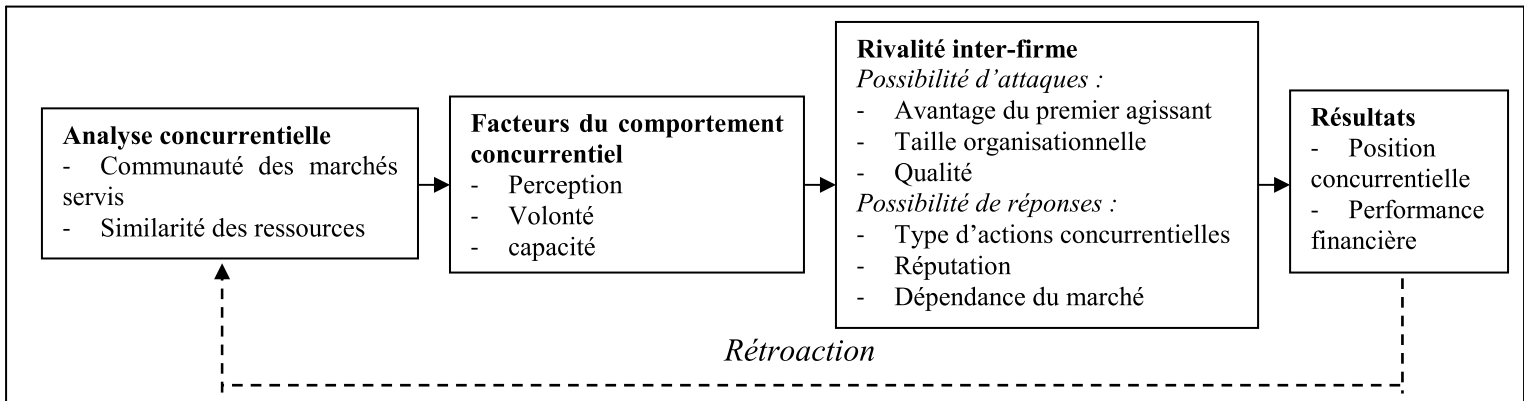 Analyse concurrentielle
- Communauté des marchés
servis
- Similarité des ressources
Facteurs du comportement
concurrentiel
- Perception
- Volonté
- capacité
Rivalité inter-firme
Possibilité d’attaques :
- Avantage du premier agissant
- Taille organisationnelle
- Qualité
Possibilité de réponses :
- Type d’actions concurrentielles
- Réputation
- Dépendance du marché
Résultats
- Position
concurrentielle
- Performance
financière
Rétroaction